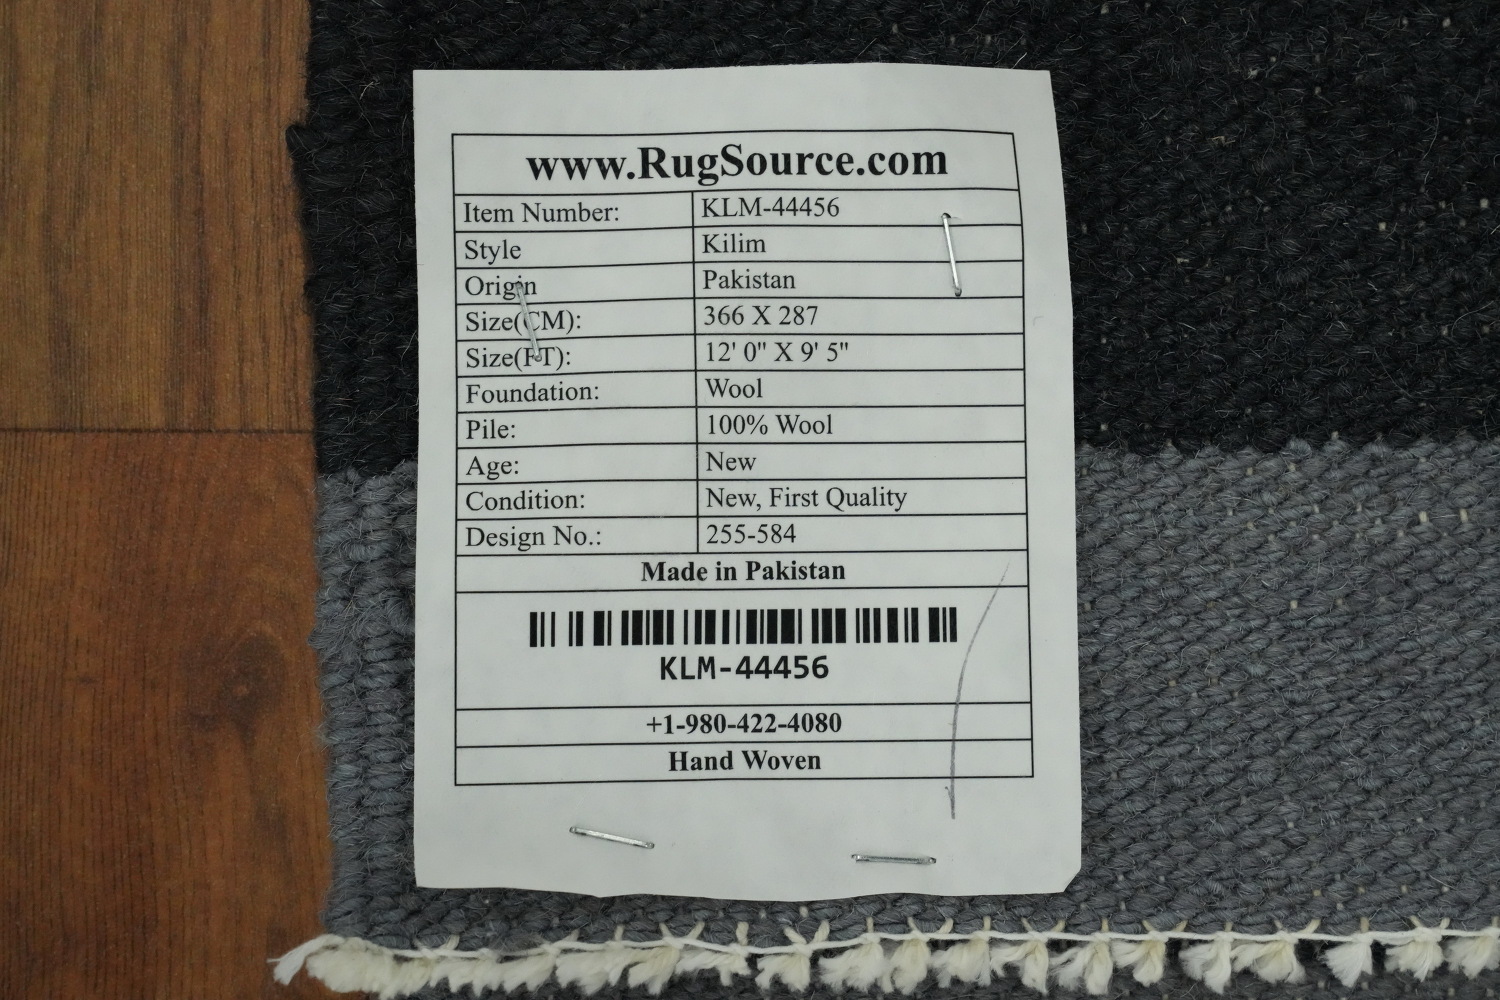 www.RugSource.com
Item Number: KLM-44456
Style Kilim
Origin Pakistan
Size(CM): 366 X 287
Size(FT): 12' 0" X 9' 5"
Foundation: Wool
Pile: 100% Wool
Age: New
Condition: New, First Quality
Design No.: 255-584
Made in Pakistan
KLM-44456
+1-980-422-4080
Hand Woven